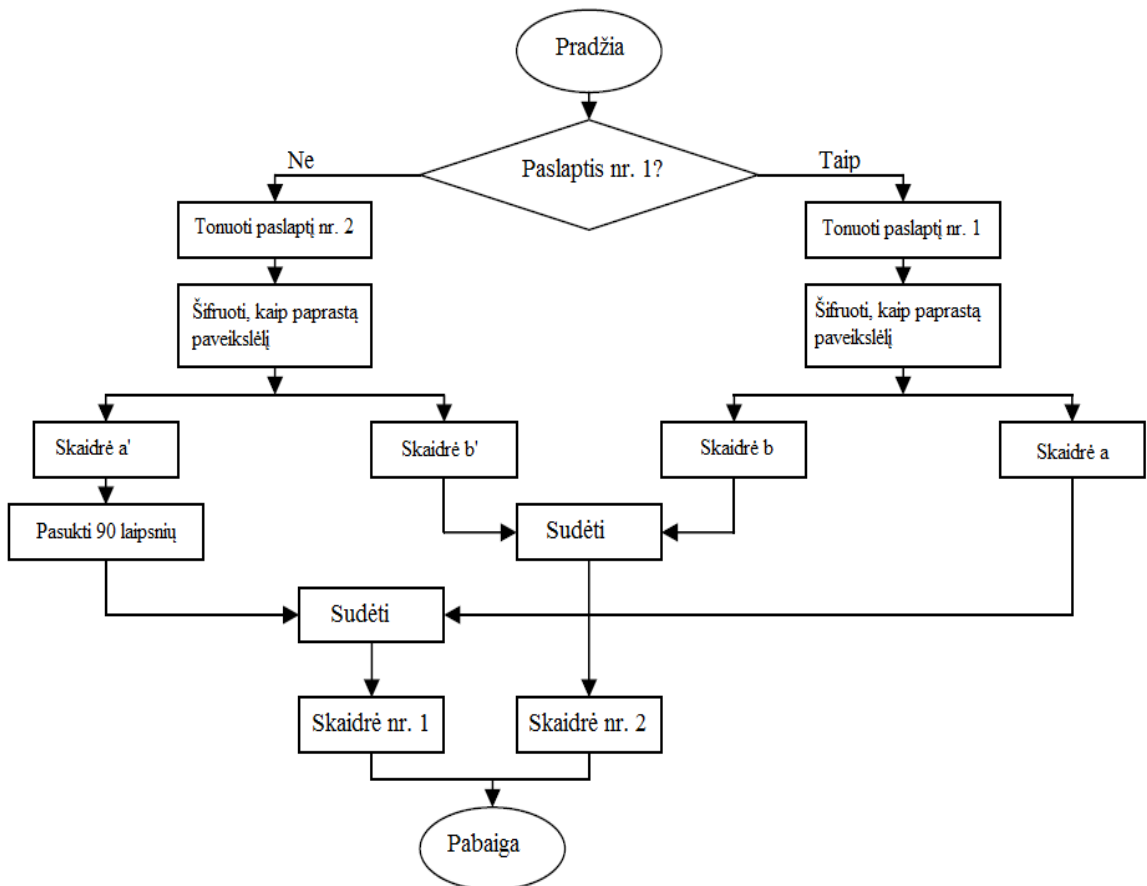 Pradžia
Paslaptis nr. 1?
Ne
Taip
Tonuoti paslaptį nr. 2
Tonuoti paslaptį nr. 1
Šifruoti, kaip paprastą
paveikslėlį
Šifruoti, kaip paprastą
paveikslėlį
Skaidrė a'
Skaidrė b'
Skaidrė b
Skaidrė a
Pasukti 90 laipsnių
Sudėti
Sudėti
Skaidrė nr. 1
Skaidrė nr. 2
Pabaiga